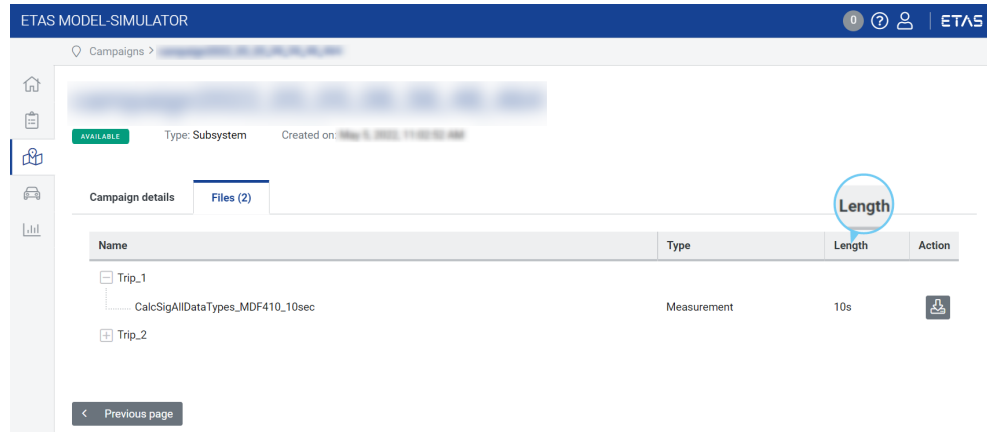 ETAS MODEL-SIMULATOR 0 ? ETAS
Campaigns >
AVAILABLE Type: Subsystem Created on:
Campaign details Files (2)
Length
Name Type Length Action
Trip_1
CalcSigAllDataTypes_MDF410_10sec Measurement 10s
Trip_2
< Previous page